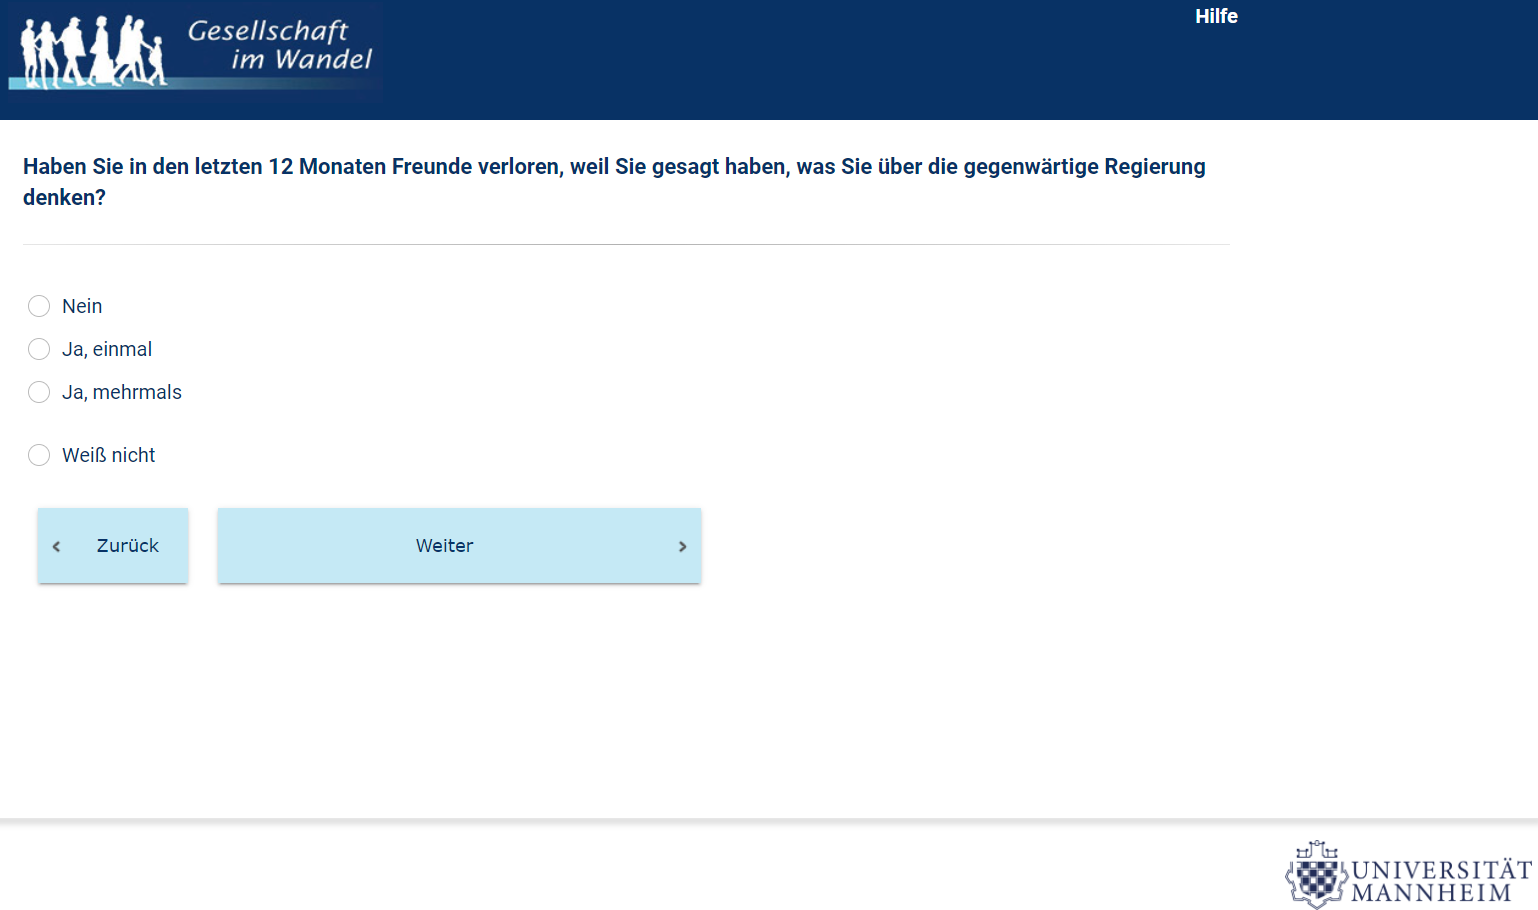 Gesellschaft
im Wandel
Hilfe
Haben Sie in den letzten 12 Monaten Freunde verloren, weil Sie gesagt haben, was Sie über die gegenwärtige Regierung
denken?
Nein
Ja, einmal
Ja, mehrmals
Weiß nicht
Zurück
Weiter
UNIVERSITÄT
MANNHEIM